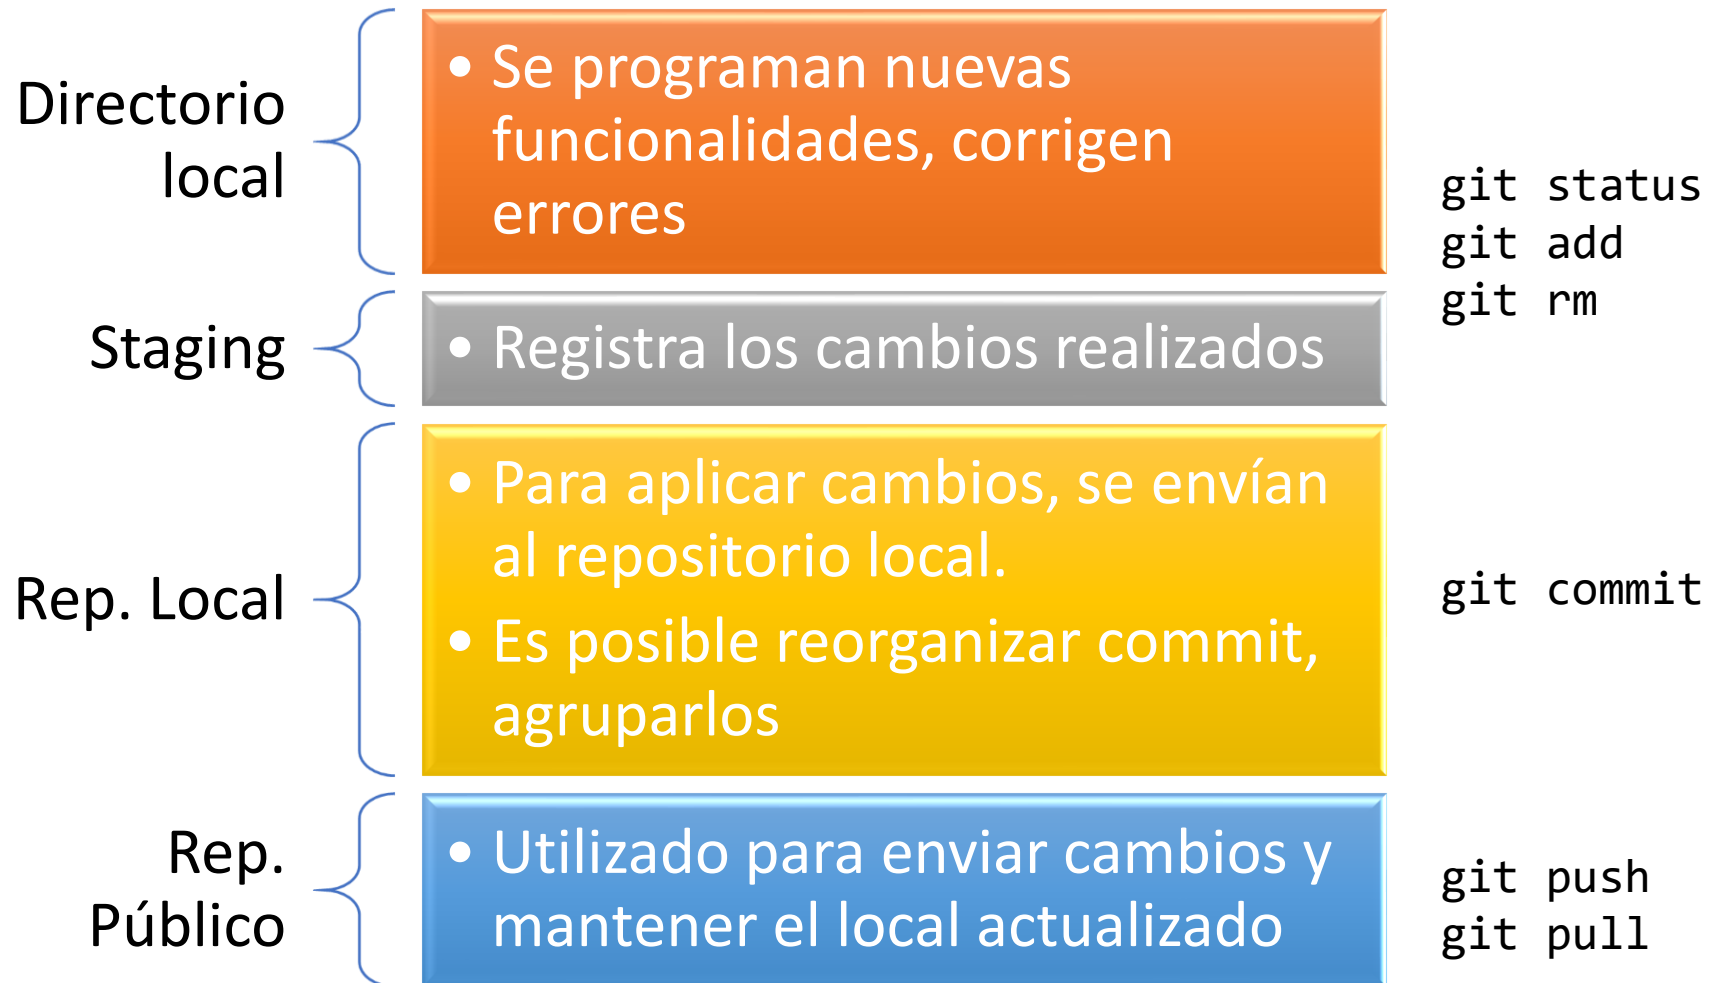 Directorio
local
• Se programan nuevas
funcionalidades, corrigen
errores
git status
git add
git rm
Staging
• Registra los cambios realizados
Rep. Local
• Para aplicar cambios, se envían
al repositorio local.
• Es posible reorganizar commit,
agruparlos
git commit
Rep.
Público
• Utilizado para enviar cambios y
mantener el local actualizado
git push
git pull